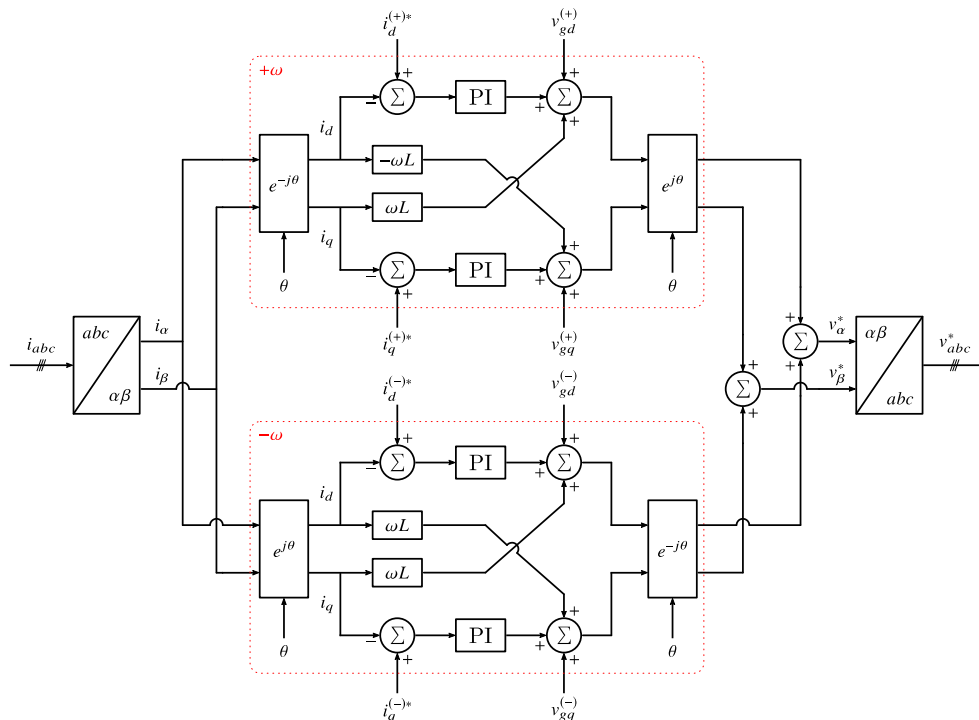 i_d^{(+)*}
v_{gd}^{(+)}
+ω
+
+
−
Σ
PI
+
Σ
+
i_d
−ωL
e^{−jθ}
e^{jθ}
ωL
i_q
+
−
Σ
PI
+
Σ
+
+
θ
θ
i_q^{(+)*}
v_{gq}^{(+)}
i_{abc}
abc
αβ
i_α
i_β
+
Σ
+
v_α^*
αβ
abc
v_{abc}^*
+
Σ
+
v_β^*
i_d^{(-)*}
v_{gd}^{(-)}
−ω
+
+
−
Σ
PI
+
Σ
+
i_d
ωL
e^{jθ}
e^{−jθ}
ωL
i_q
+
−
Σ
PI
+
Σ
+
+
θ
θ
i_q^{(-)*}
v_{gq}^{(-)}